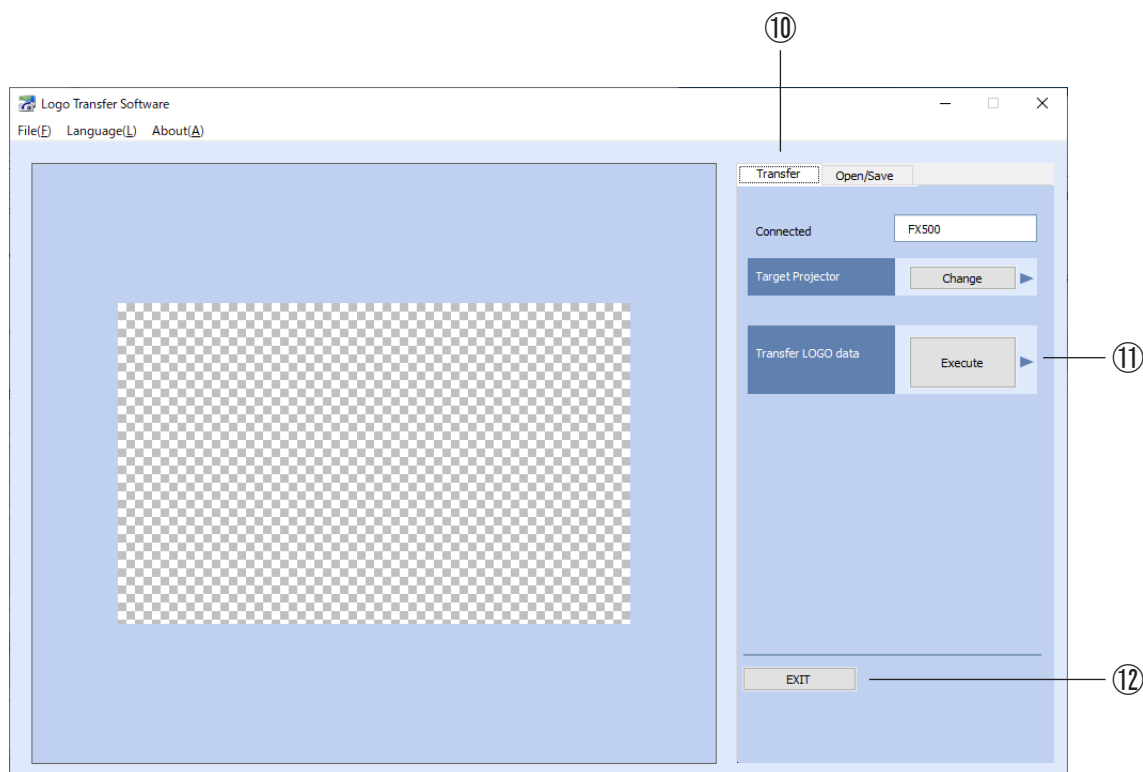 ⑩
Logo Transfer Software
File(F) Language(L) About(A)
Transfer Open/Save
Connected FX500
Target Projector Change
Transfer LOGO data Execute
⑪
EXIT
⑫